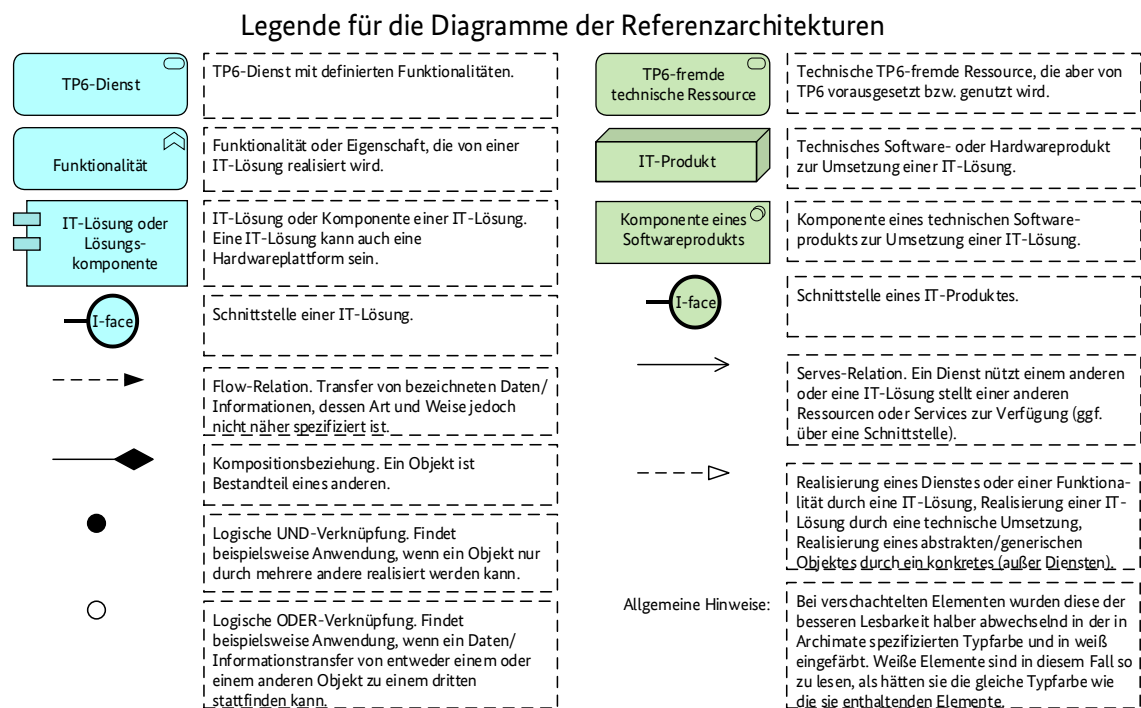 Legende für die Diagramme der Referenzarchitekturen
TP6-Dienst
TP6-Dienst mit definierten Funktionalitäten.
Funktionalität
Funktionalität oder Eigenschaft, die von einer
IT-Lösung realisiert wird.
IT-Lösung oder
Lösungs-
komponente
IT-Lösung oder Komponente einer IT-Lösung.
Eine IT-Lösung kann auch eine
Hardwareplattform sein.
I-face
Schnittstelle einer IT-Lösung.
Flow-Relation. Transfer von bezeichneten Daten/
Informationen, dessen Art und Weise jedoch
nicht näher spezifiziert ist.
Kompositionsbeziehung. Ein Objekt ist
Bestandteil eines anderen.
Logische UND-Verknüpfung. Findet
beispielsweise Anwendung, wenn ein Objekt nur
durch mehrere andere realisiert werden kann.
Logische ODER-Verknüpfung. Findet
beispielsweise Anwendung, wenn ein Daten/
Informationstransfer von entweder einem oder
einem anderen Objekt zu einem dritten
stattfinden kann.
TP6-fremde
technische Ressource
Technische TP6-fremde Ressource, die aber von
TP6 vorausgesetzt bzw. genutzt wird.
IT-Produkt
Technisches Software- oder Hardwareprodukt
zur Umsetzung einer IT-Lösung.
Komponente eines
Softwareprodukts
Komponente eines technischen Software-
produkts zur Umsetzung einer IT-Lösung.
I-face
Schnittstelle eines IT-Produktes.
Serves-Relation. Ein Dienst nützt einem anderen
oder eine IT-Lösung stellt einer anderen
Ressourcen oder Services zur Verfügung (ggf.
über eine Schnittstelle).
Realisierung eines Dienstes oder einer Funktiona-
lität durch eine IT-Lösung, Realisierung einer IT-
Lösung durch eine technische Umsetzung,
Realisierung eines abstrakten/generischen
Objektes durch ein konkretes (außer Diensten).
Allgemeine Hinweise:
Bei verschachtelten Elementen wurden diese der
besseren Lesbarkeit halber abwechselnd in der in
Archimate spezifizierten Typfarbe und in weiß
eingefärbt. Weiße Elemente sind in diesem Fall so
zu lesen, als hätten sie die gleiche Typfarbe wie
die sie enthaltenden Elemente.